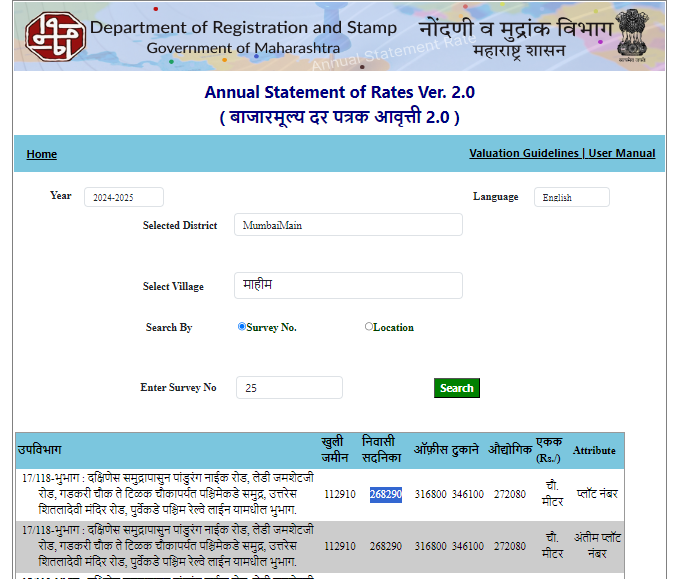 Department of Registration and Stamp
Government of Maharashtra
नोंदणी व मुद्रांक विभाग
महाराष्ट्र शासन
Annual Statement Rate
Annual Statement of Rates Ver. 2.0
( बाजारमूल्य दर पत्रक आवृत्ती 2.0 )
Home
Valuation Guidelines | User Manual
Year 2024-2025 Language English
Selected District MumbaiMain
Select Village माहीम
Search By Survey No. Location
Enter Survey No 25 Search
उपविभाग खुली जमीन निवासी सदनिका ऑफ़ीस दुकाने औद्योगिक एकक (Rs./) Attribute
17/118-भुभाग : दक्षिणेस समुद्रापासुन पांडुरंग नाईक रोड, लेडी जमशेटजी
रोड, गडकरी चौक ते टिळक चौकापर्यत पश्चिमेकडे समुद्र, उत्तरेस
शितलादेवी मंदिर रोड, पुर्वेकडे पश्चिम रेल्वे लाईन यामधील भुभाग.
112910 268290 316800 346100 272080 चौ. मीटर प्लॉट नंबर
17/118-भुभाग : दक्षिणेस समुद्रापासुन पांडुरंग नाईक रोड, लेडी जमशेटजी
रोड, गडकरी चौक ते टिळक चौकापर्यत पश्चिमेकडे समुद्र, उत्तरेस
शितलादेवी मंदिर रोड, पुर्वेकडे पश्चिम रेल्वे लाईन यामधील भुभाग.
112910 268290 316800 346100 272080 चौ. मीटर अंतीम प्लॉट नंबर